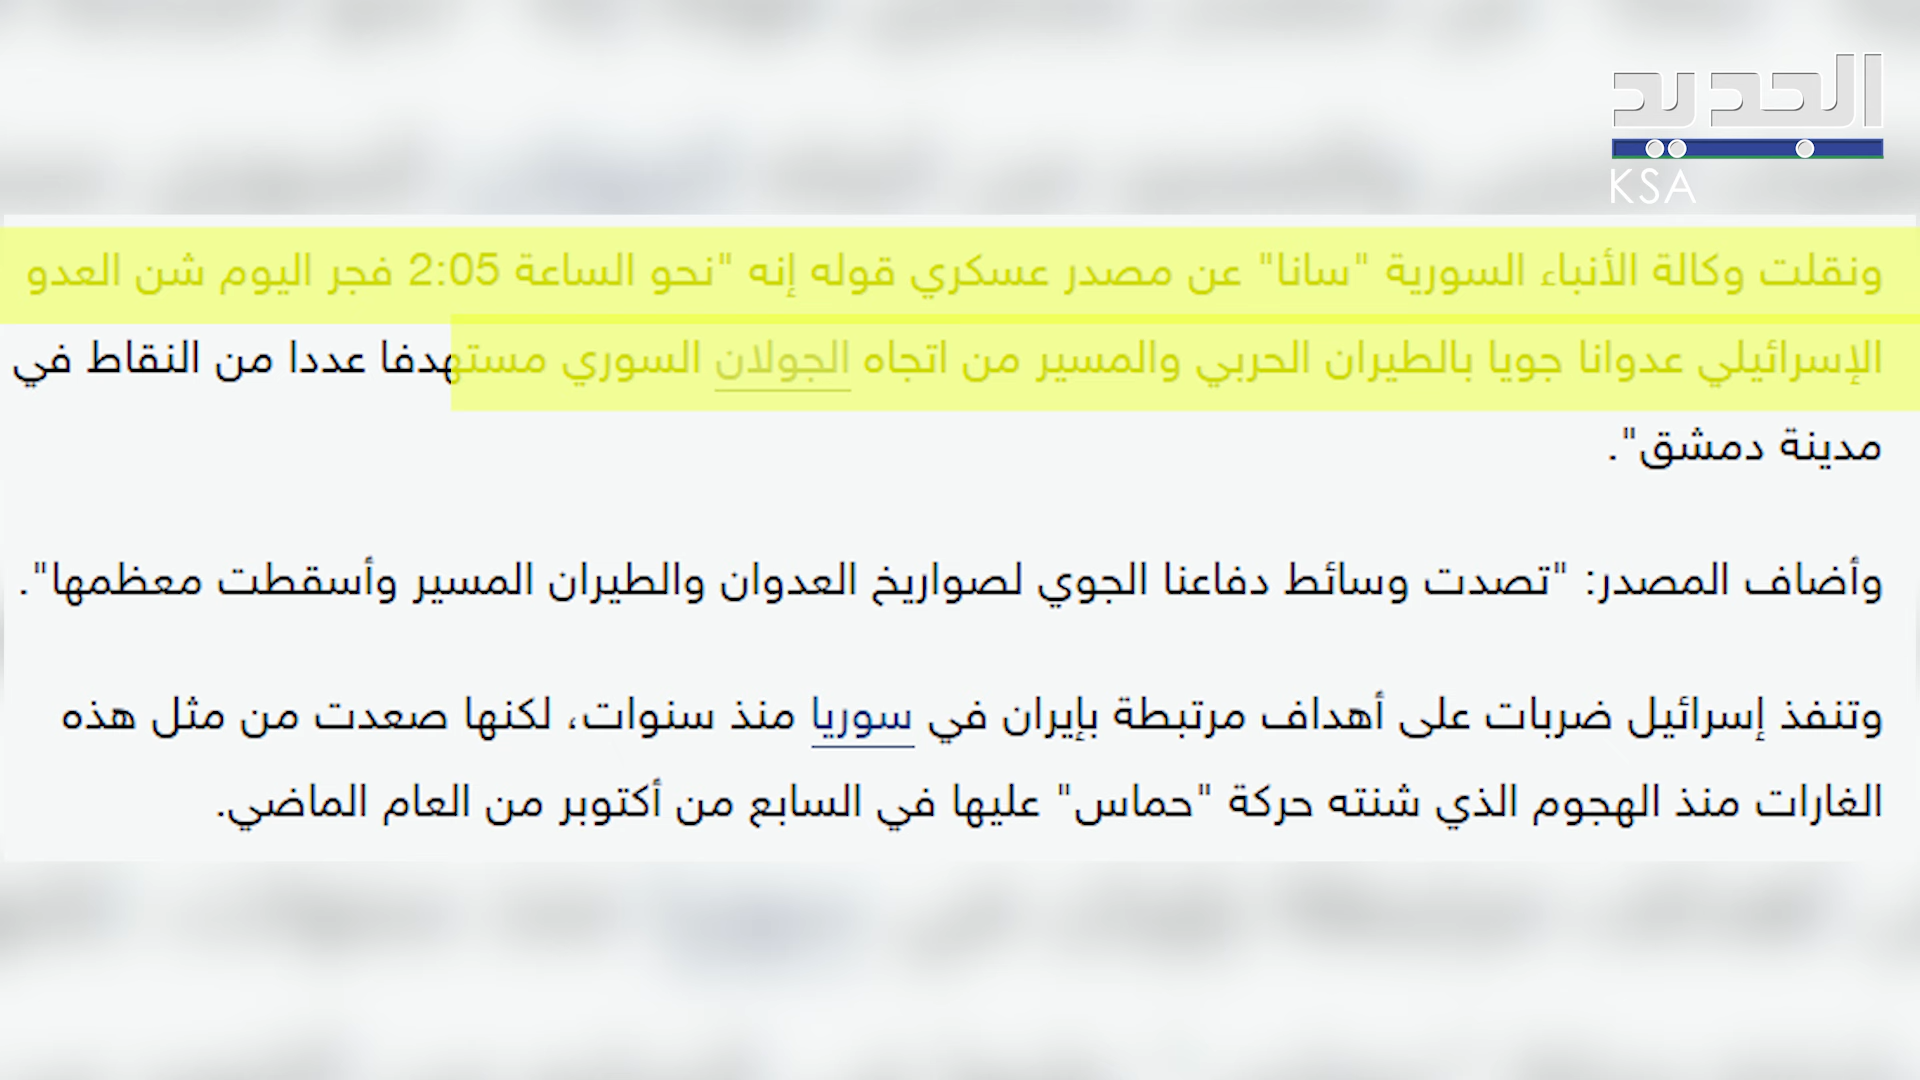 الجديد
KSA
ونقلت وكالة الأنباء السورية "سانا" عن مصدر عسكري قوله إنه "نحو الساعة 2:05 فجر اليوم شن العدو
الإسرائيلي عدوانا جويا بالطيران الحربي والمسير من اتجاه الجولان السوري مستهدفا عددا من النقاط في
مدينة دمشق".
وأضاف المصدر: "تصدت وسائط دفاعنا الجوي لصواريخ العدوان والطيران المسير وأسقطت معظمها".
وتنفذ إسرائيل ضربات على أهداف مرتبطة بإيران في سوريا منذ سنوات، لكنها صعدت من مثل هذه
الغارات منذ الهجوم الذي شنته حركة "حماس" عليها في السابع من أكتوبر من العام الماضي.